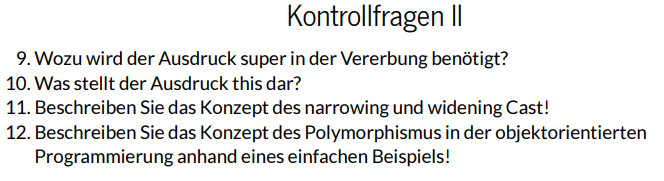 Kontrollfragen II
9. Wozu wird der Ausdruck super in der Vererbung benötigt?
10. Was stellt der Ausdruck this dar?
11. Beschreiben Sie das Konzept des narrowing und widening Cast!
12. Beschreiben Sie das Konzept des Polymorphismus in der objektorientierten
Programmierung anhand eines einfachen Beispiels!